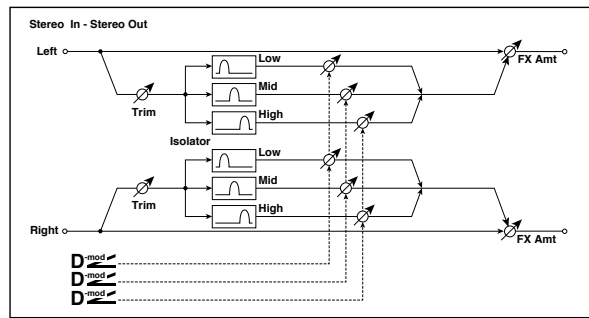 Stereo In - Stereo Out
Left
FX Amt
Low
Mid
High
Trim
Isolator
Low
Mid
High
Trim
Right
FX Amt
D-mod
D-mod
D-mod